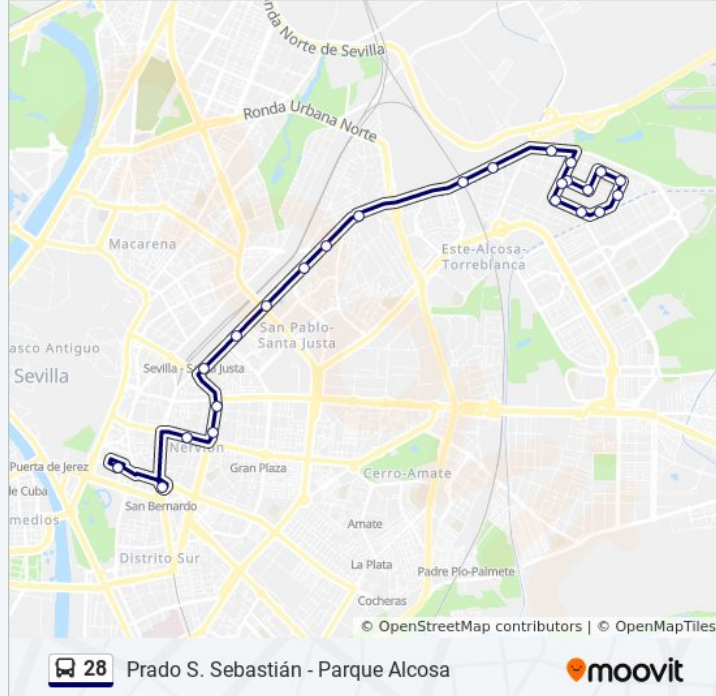 onda Norte de Sevilla
Ronda Urbana Norte
Macarena
Este-Alcosa-
Torreblanca
San Pablo-
Santa Justa
asco Antiguo
Sevilla
Sevilla - Sa Justa
Nervión
Puerta de Jerez
Gran Plaza
Cerro-Amate
de Cuba
San Bernardo
medios
Amate
Distrito Sur
La Plata
Padre Pío-Palmete
Cocheras
© OpenStreetMap contributors | © OpenMapTiles
28 Prado S. Sebastián - Parque Alcosa
moovit